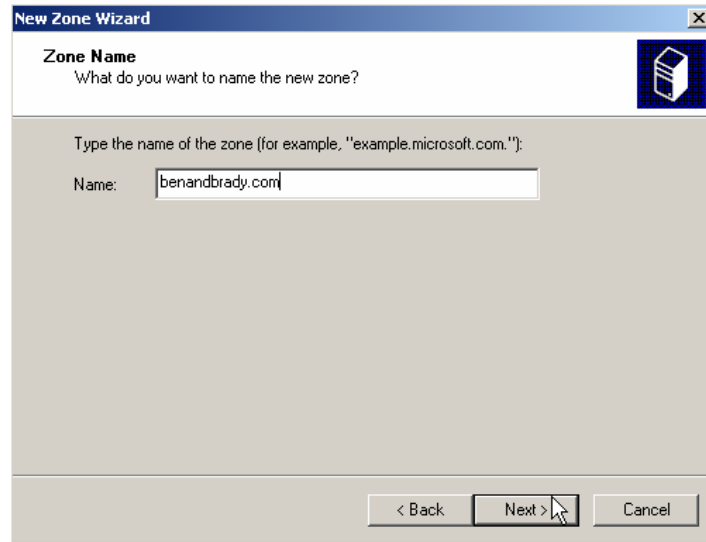 New Zone Wizard
Zone Name
What do you want to name the new zone?
Type the name of the zone (for example, "example.microsoft.com."):
Name: benandbrady.com
< Back Next > Cancel